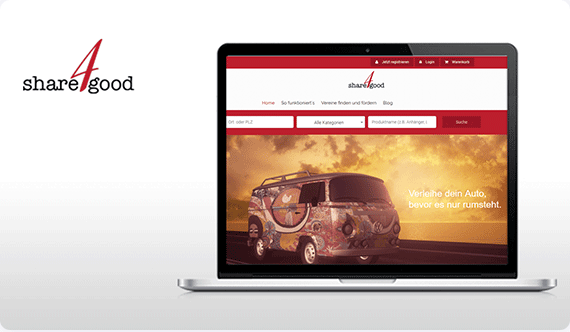 share4good
Jetzt registrieren Login Warenkorb
share4good
Home So funktioniert's Vereine finden und fördern Blog
Ort oder PLZ Alle Kategorien Produktname (z.B. Anhänger) Suche
Verleihe dein Auto,
bevor es nur rumsteht.